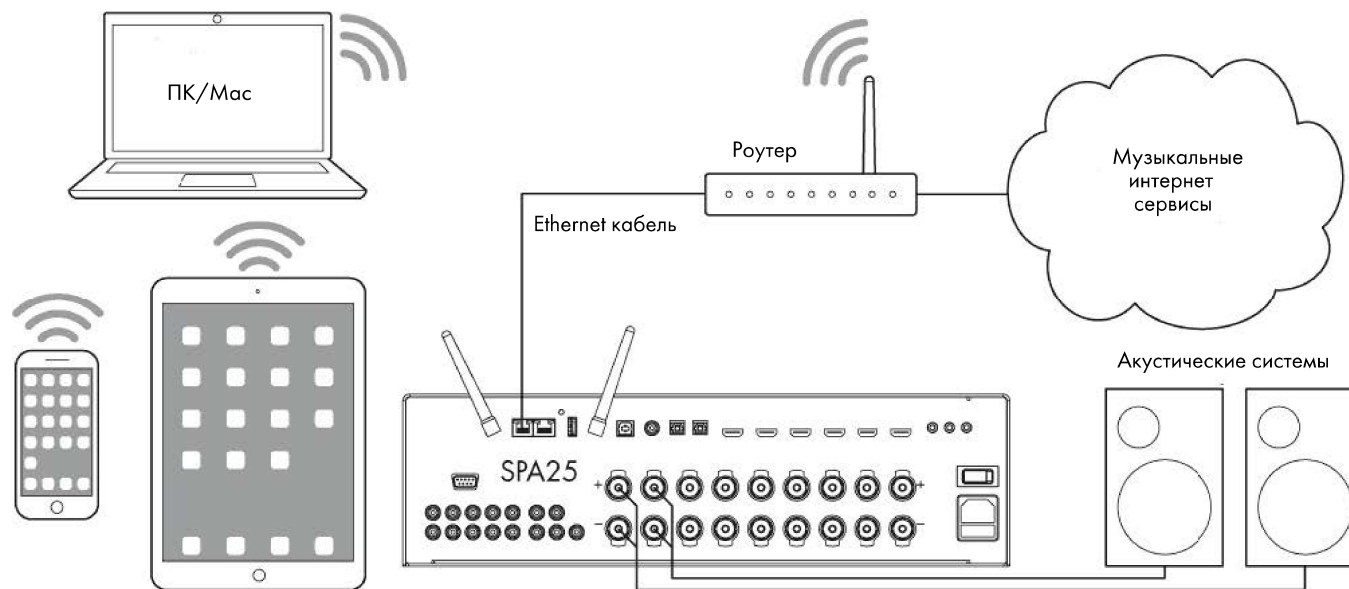 ПК/Mac
Роутер
Музыкальные
интернет
сервисы
Ethernet кабель
Акустические системы
SPA25
+ +
− −